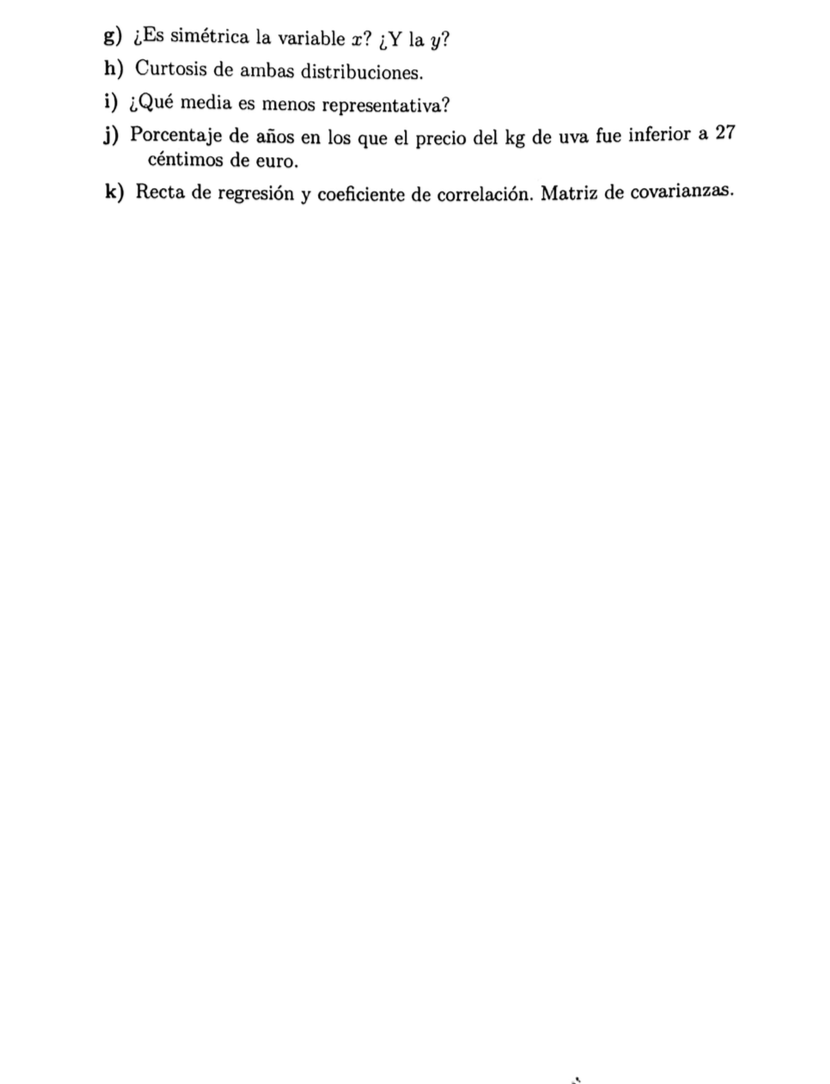 g) ¿Es simétrica la variable x? ¿Y la y?
h) Curtosis de ambas distribuciones.
i) ¿Qué media es menos representativa?
j) Porcentaje de años en los que el precio del kg de uva fue inferior a 27
céntimos de euro.
k) Recta de regresión y coeficiente de correlación. Matriz de covarianzas.